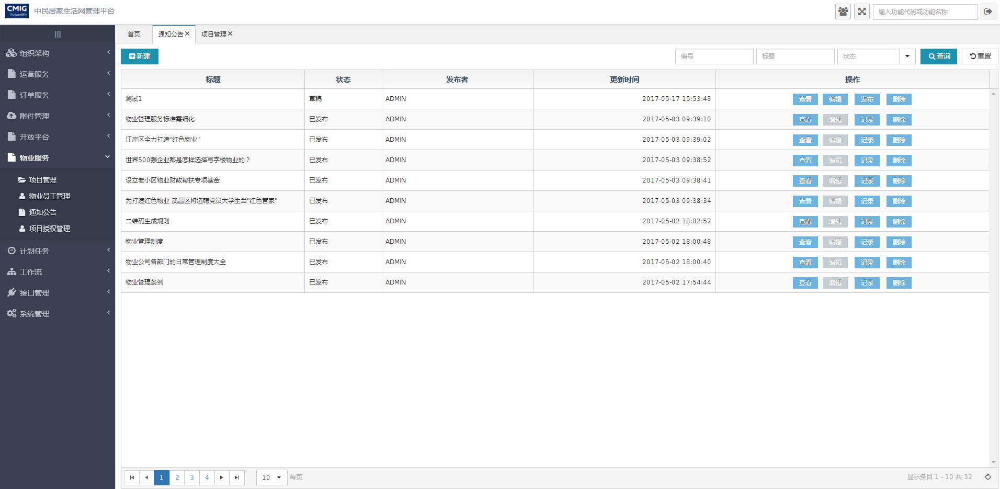 CMIG
Futurelife
中民居家生活网管理平台
输入功能代码或功能名称
组织架构
运营服务
订单服务
附件管理
开放平台
物业服务
项目管理
物业员工管理
通知公告
项目授权管理
计划任务
工作流
接口管理
系统管理
首页 通知公告 项目管理
新建 编号 标题 状态 查询 重置
标题 状态 发布者 更新时间 操作
测试1 草稿 ADMIN 2017-05-17 15:53:48 查看 编辑 发布 删除
物业管理服务标准需细化 已发布 ADMIN 2017-05-03 09:39:10 查看 编辑 记录 删除
江岸区全力打造"红色物业" 已发布 ADMIN 2017-05-03 09:39:02 查看 编辑 记录 删除
世界500强企业都是怎样选择写字楼物业的？ 已发布 ADMIN 2017-05-03 09:38:52 查看 编辑 记录 删除
设立老小区物业财政帮扶专项基金 已发布 ADMIN 2017-05-03 09:38:41 查看 编辑 记录 删除
为打造红色物业 武昌区将选聘党员大学生当"红色管家" 已发布 ADMIN 2017-05-03 09:38:34 查看 编辑 记录 删除
二维码生成规则 已发布 ADMIN 2017-05-02 18:02:52 查看 编辑 记录 删除
物业管理制度 已发布 ADMIN 2017-05-02 18:00:48 查看 编辑 记录 删除
物业公司各部门的日常管理制度大全 已发布 ADMIN 2017-05-02 18:00:40 查看 编辑 记录 删除
物业管理条例 已发布 ADMIN 2017-05-02 17:54:44 查看 编辑 记录 删除
1 2 3 4 10 每页 显示条目 1 - 10 共 32